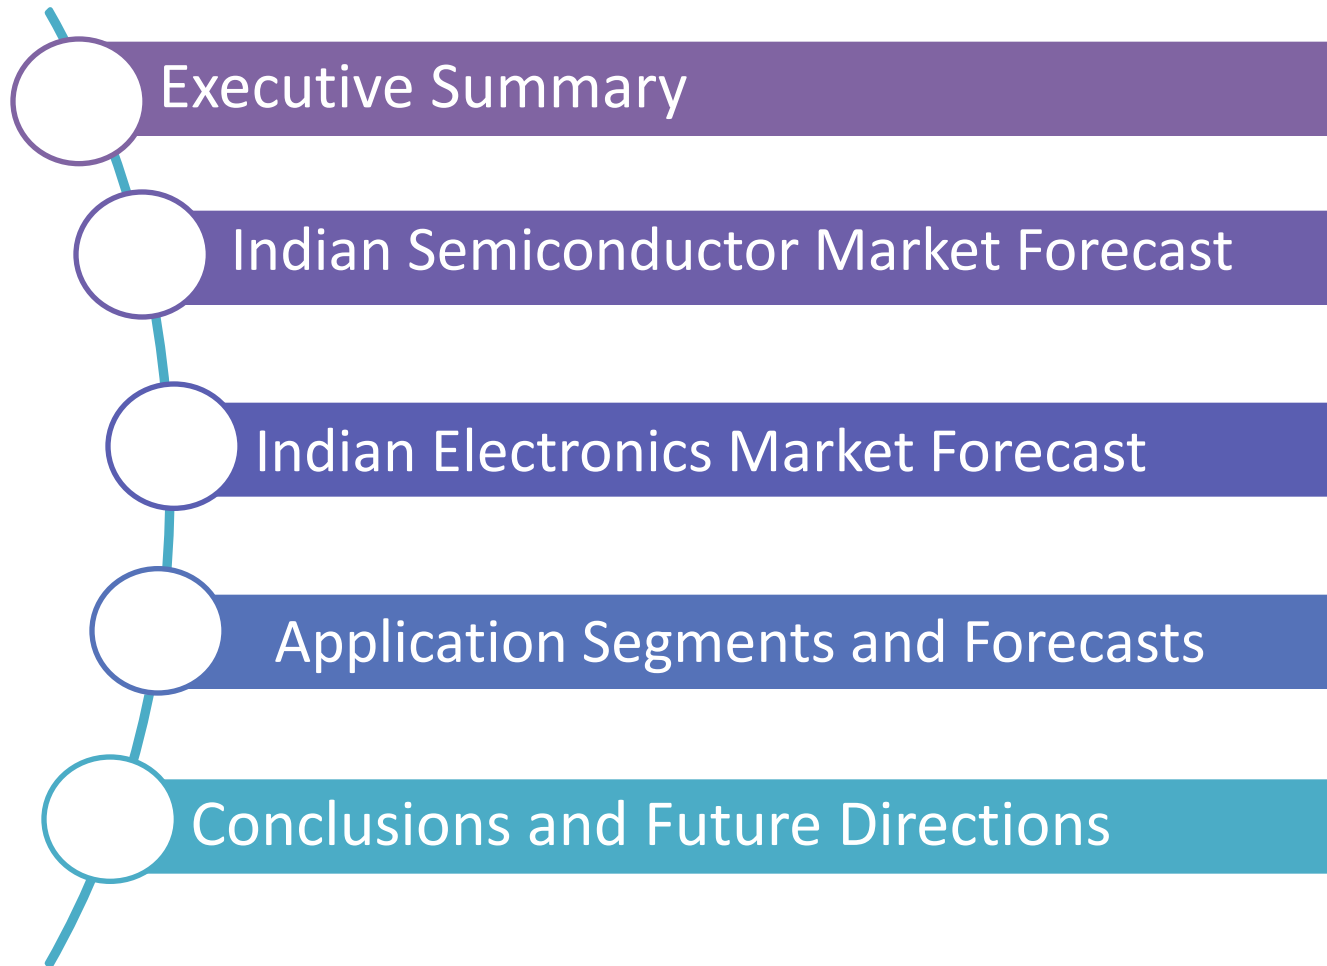 Executive Summary
Indian Semiconductor Market Forecast
Indian Electronics Market Forecast
Application Segments and Forecasts
Conclusions and Future Directions